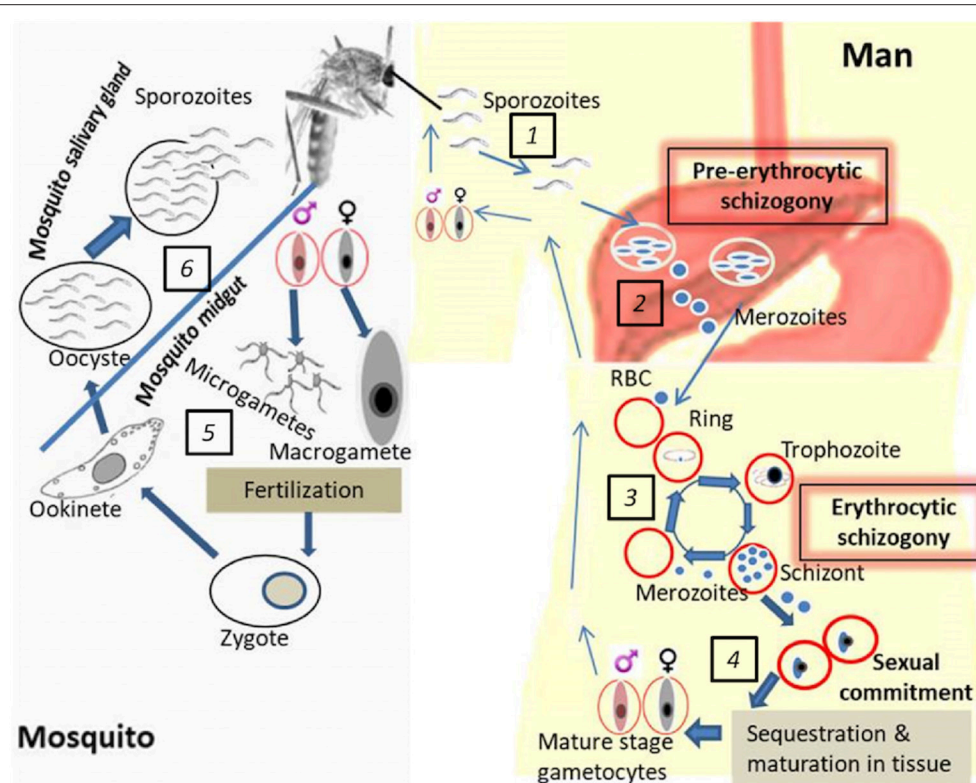 Man
Mosquito salivary gland
Sporozoites
Sporozoites
1
Pre-erythrocytic
schizogony
♂ ♀
♂ ♀
6
2
Merozoites
Oocyste
Mosquito midgut
Microgametes
5
Macrogamete
Ookinete
Fertilization
Zygote
RBC
Ring
Trophozoite
3
Erythrocytic
schizogony
Merozoites
Schizont
4
Sexual
commitment
♂ ♀
Mature stage
gametocytes
Sequestration &
maturation in tissue
Mosquito